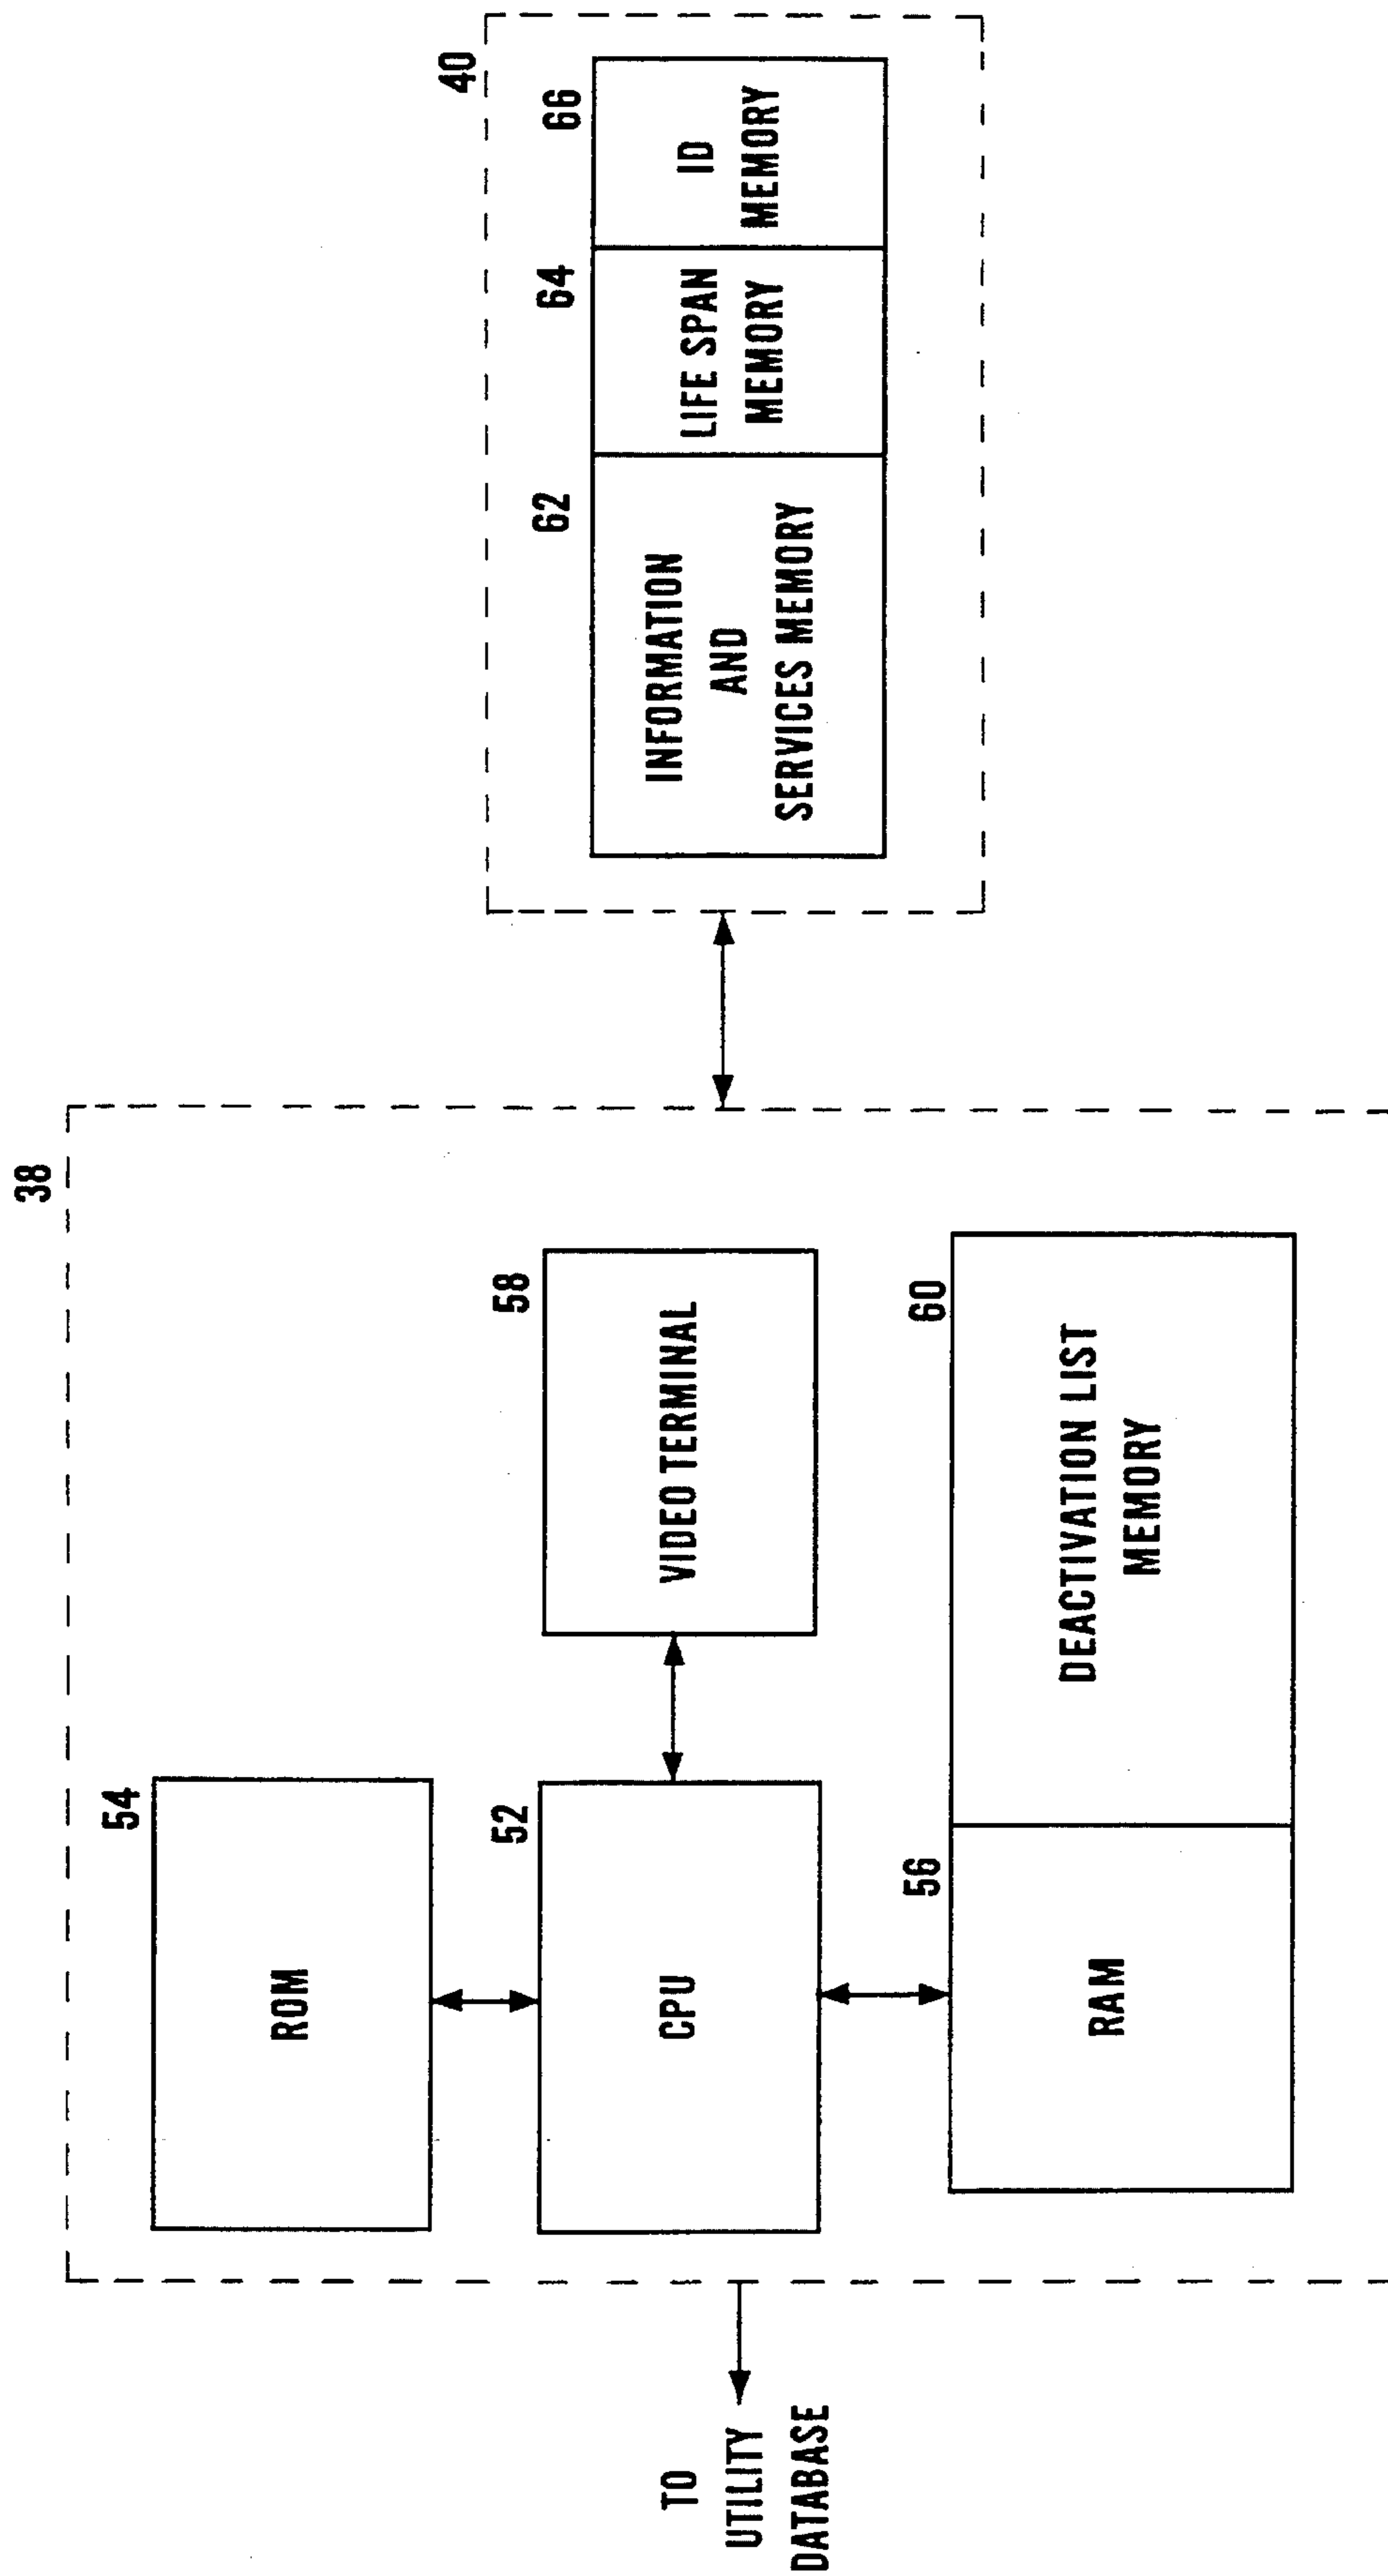 38
54
ROM
52
CPU
58
VIDEO TERMINAL
56
RAM
60
DEACTIVATION LIST
MEMORY
TO
UTILITY
DATABASE
40
62
INFORMATION
AND
SERVICES MEMORY
64
LIFE SPAN
MEMORY
66
ID
MEMORY